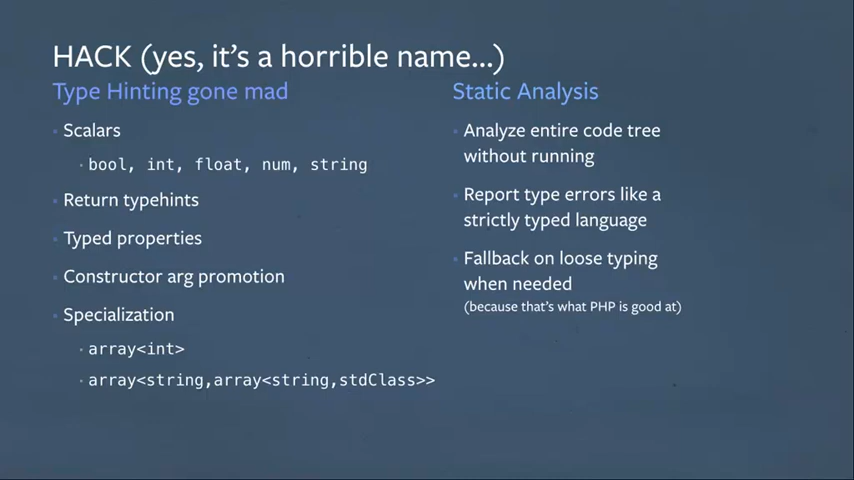 HACK (yes, it's a horrible name...)
Type Hinting gone mad
Scalars
bool, int, float, num, string
Return typehints
Typed properties
Constructor arg promotion
Specialization
array<int>
array<string,array<string,stdClass>>
Static Analysis
Analyze entire code tree
without running
Report type errors like a
strictly typed language
Fallback on loose typing
when needed
(because that's what PHP is good at)